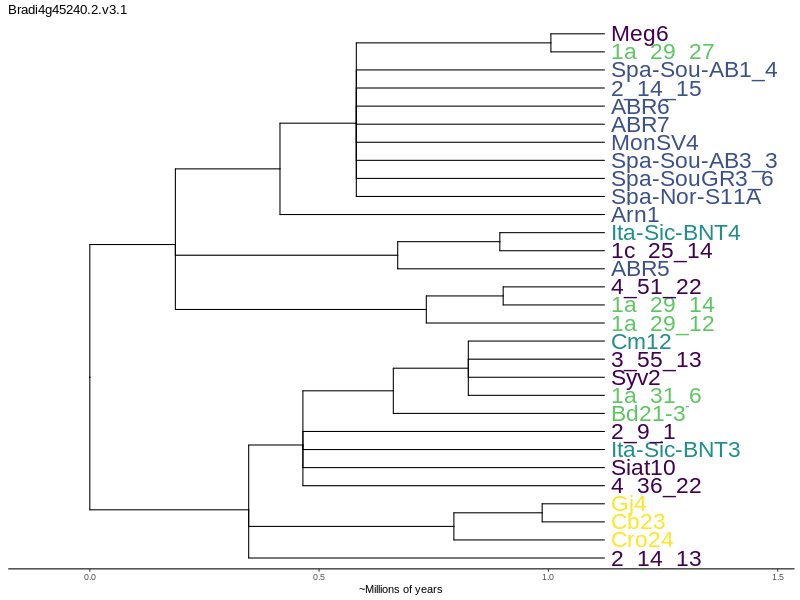 Bradi4g45240.2.v3.1
Meg6
1a_29_27
Spa-Sou-AB1_4
2_14_15
ABR6
ABR7
MonSV4
Spa-Sou-AB3_3
Spa-SouGR3_6
Spa-Nor-S11A
Arn1
Ita-Sic-BNT4
1c_25_14
ABR5
4_51_22
1a_29_14
1a_29_12
Cm12
3_55_13
Syv2
1a_31_6
Bd21-3
2_9_1
Ita-Sic-BNT3
Siat10
4_36_22
Gj4
Cb23
Cro24
2_14_13
0.0 0.5 1.0 1.5
~Millions of years